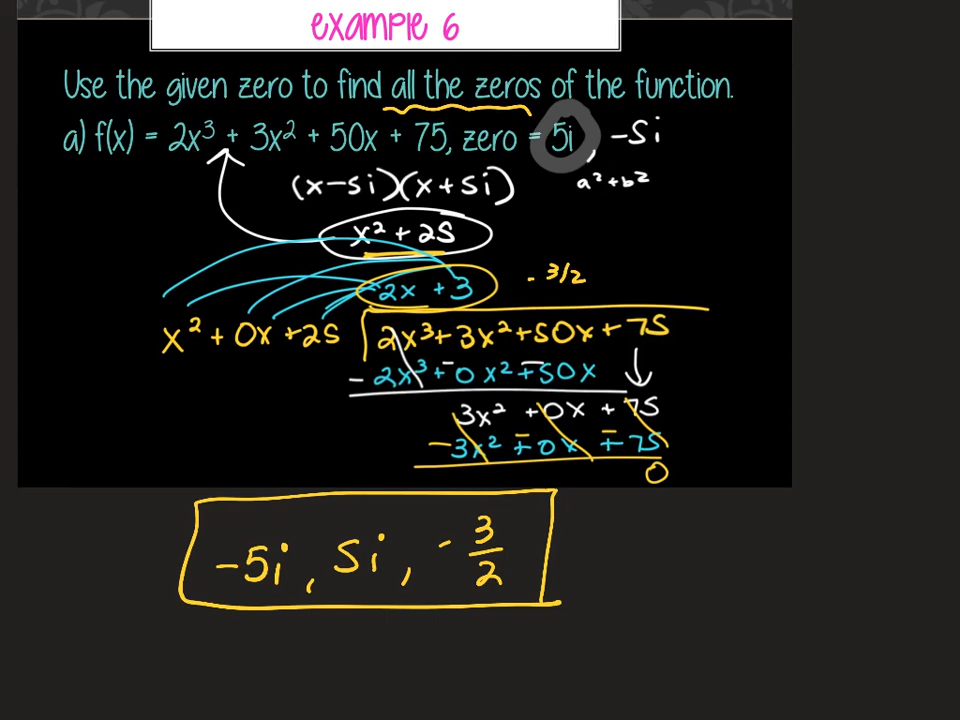 example 6
Use the given zero to find all the zeros of the function.
a) f(x) = 2x³ + 3x² + 50x + 75, zero = 5i, -5i
a² + b²
(x-5i)(x+5i)
x² + 25
2x + 3
- 3/2
x² + 0x + 25 2x³ + 3x² + 50x + 75
- 2x³ + 0x² + 50x
3x² + 0x + 75
- 3x² + 0x + 75
0
-5i, 5i, - 3/2